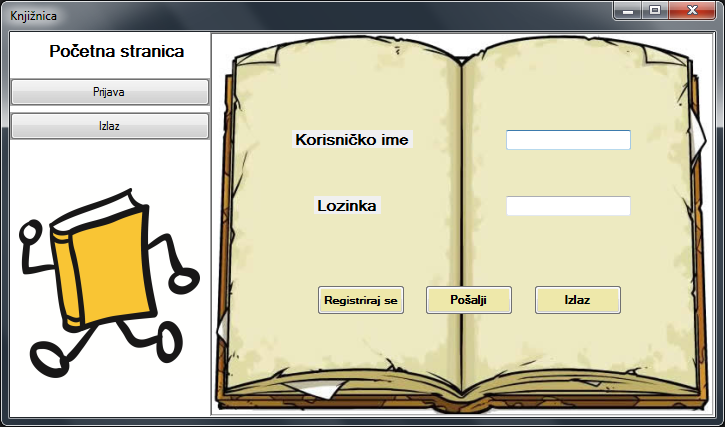 Knjižnica
Početna stranica
Prijava
Izlaz
Korisničko ime
Lozinka
Registriraj se
Pošalji
Izlaz